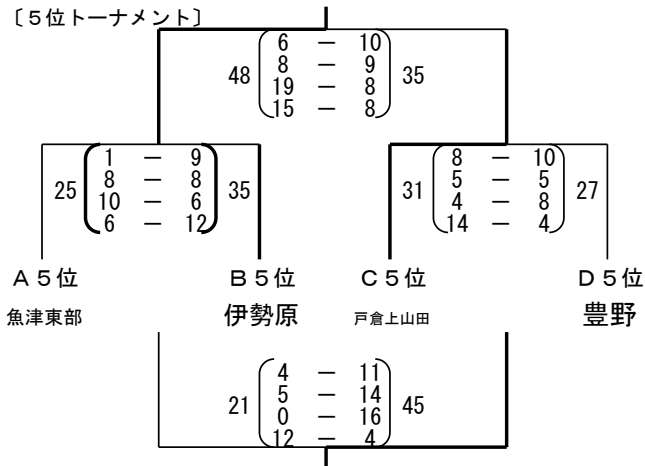 〔５位トーナメント〕
6 － 10
8 － 9
48 19 － 8 35
15 － 8
1 － 9 8 － 10
8 － 8 5 － 5
25 10 － 6 35 31 4 － 8 27
6 － 12 14 － 4
Ａ５位 Ｂ５位 Ｃ５位 Ｄ５位
魚津東部 伊勢原 戸倉上山田 豊野
4 － 11
5 － 14
21 0 － 16 45
12 － 4